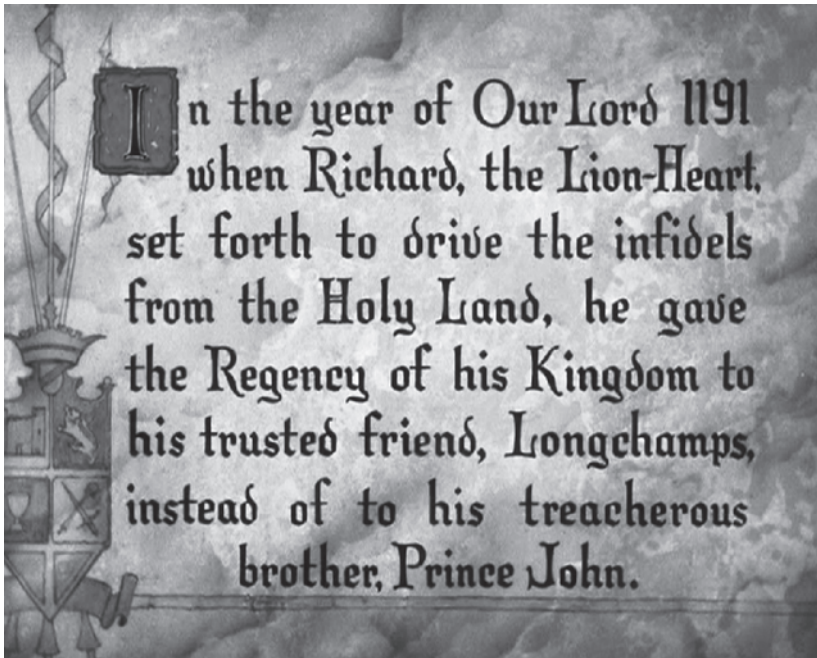 In the year of Our Lord 1191
when Richard, the Lion-Heart,
set forth to drive the infidels
from the Holy Land, he gave
the Regency of his Kingdom to
his trusted friend, Longchamps,
instead of to his treacherous
brother, Prince John.